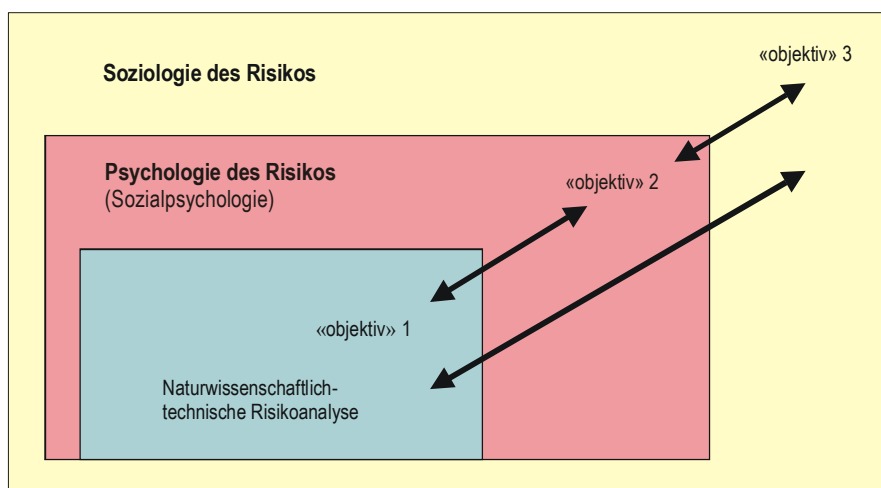 «objektiv» 3
Soziologie des Risikos
Psychologie des Risikos
(Sozialpsychologie)
«objektiv» 2
«objektiv» 1
Naturwissenschaftlich-
technische Risikoanalyse